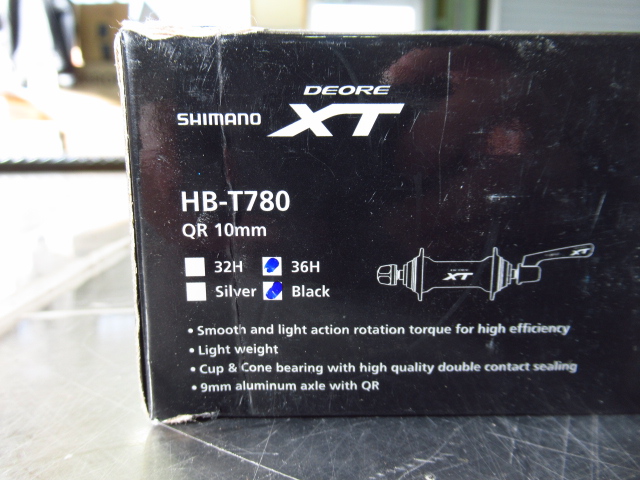 DEORE
SHIMANO XT
HB-T780
QR 10mm
32H 36H
Silver Black
XT
XT
• Smooth and light action rotation torque for high efficiency
• Light weight
• Cup & Cone bearing with high quality double contact sealing
• 9mm aluminum axle with QR